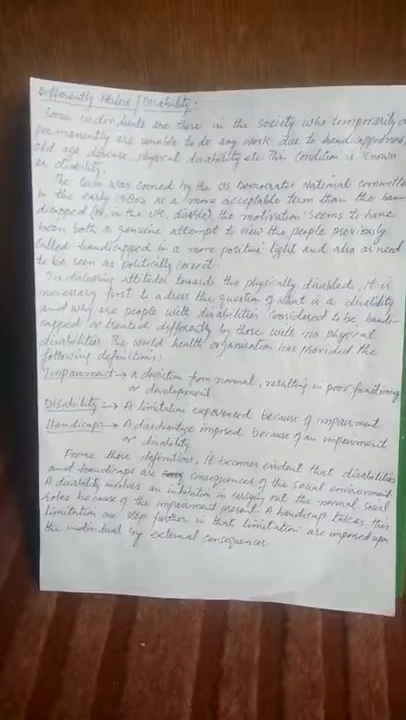 Differently Abled / Disability :
Some individuals are there in the society who temporarily or
permanently are unable to do any work due to handicappedness,
old age disease, physical disability etc. This condition is known
as disability.
The term was coined by the US Democratic National committe
in the early 1980's as a more acceptable term than the han-
dicapped (or, in the UK, disable) the motivation seems to have
been both a genuine attempt to view the people previously
called handicapped in a more positive light and also as need
to be seen as politically correct.
In discussing attitudes towards the physically disabled, it is
necessary first to adress the question of what is a disability
and why are people with disabilities considered to be handi-
capped or treated differently by those with no physical
disabilities. The world health organisation has provided the
following definitions:
Impairment → a deviation from normal, resulting in poor functioning
or development
Disability → A limitation experienced because of impairment
Handicap → A disadvantage imposed because of an impairment
or disability
Frome these definitions, It becomes evident that disabilities
and handicaps are consequences of the social environment.
A disability involves an inhibition in carrying out the normal social
roles because of the impairment present. A handicap takes this
limitation one step further in that limitation are imposed upon
the individual by external consequences.